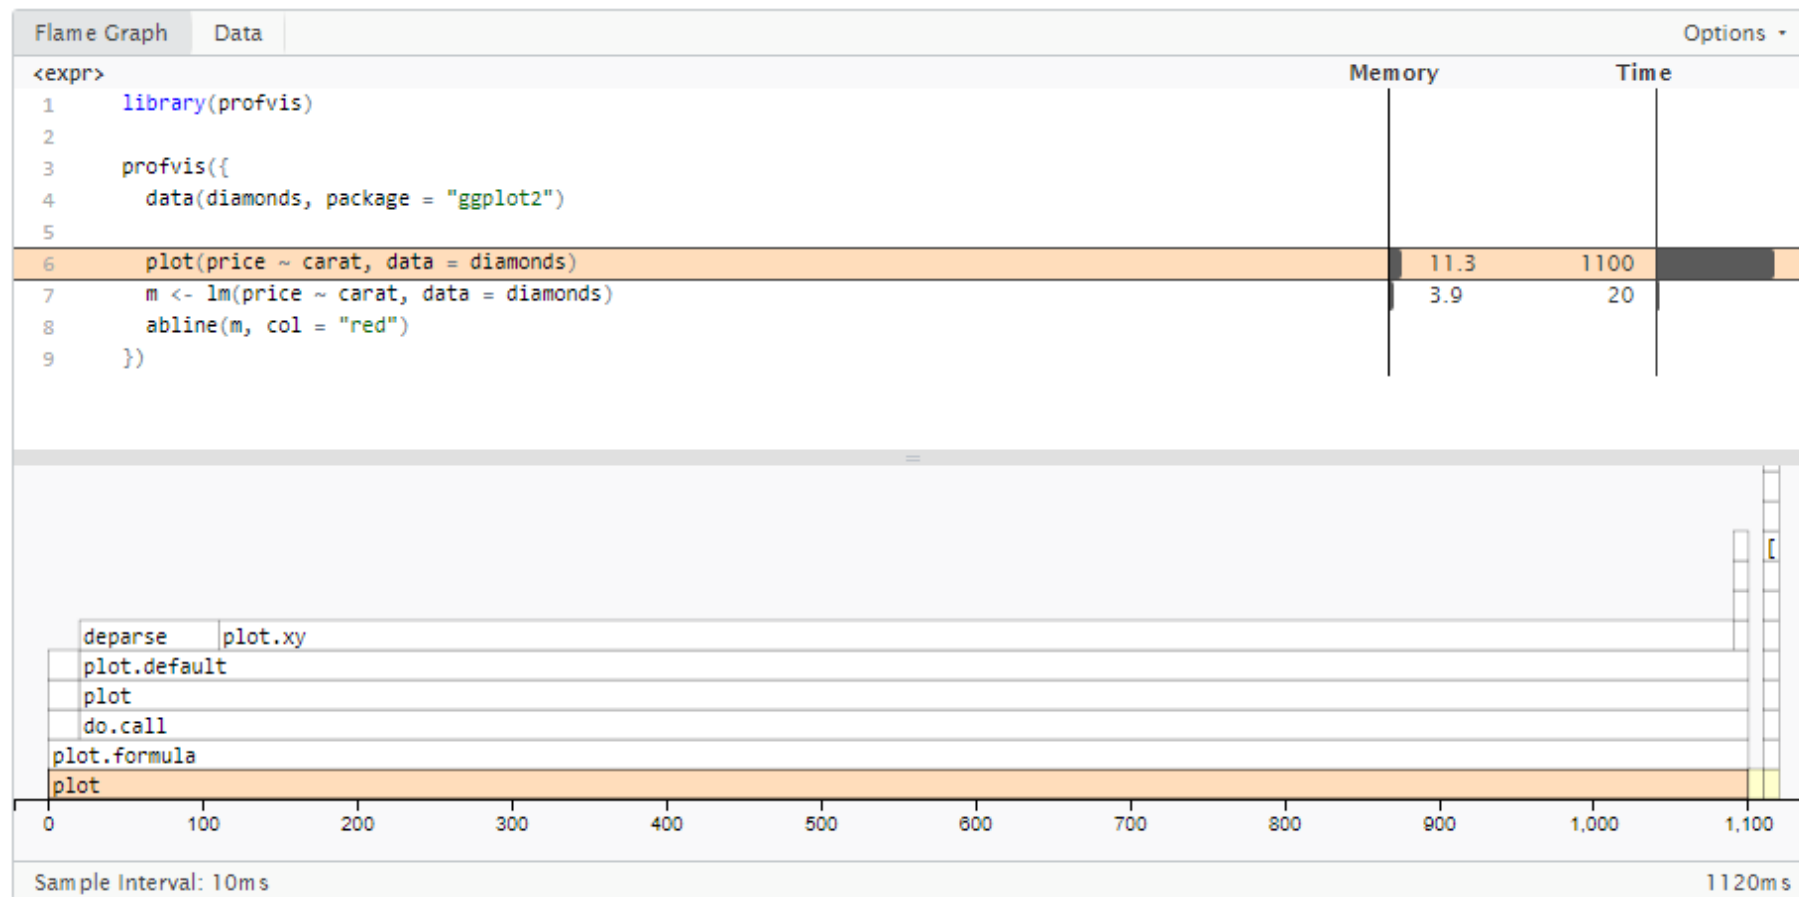 Flame Graph Data Options
<expr> Memory Time
1 library(profvis)
2
3 profvis({
4 data(diamonds, package = "ggplot2")
5
6 plot(price ~ carat, data = diamonds) 11.3 1100
7 m <- lm(price ~ carat, data = diamonds) 3.9 20
8 abline(m, col = "red")
9 })
[
deparse plot.xy
plot.default
plot
do.call
plot.formula
plot
0 100 200 300 400 500 600 700 800 900 1,000 1,100
Sample Interval: 10ms 1120ms